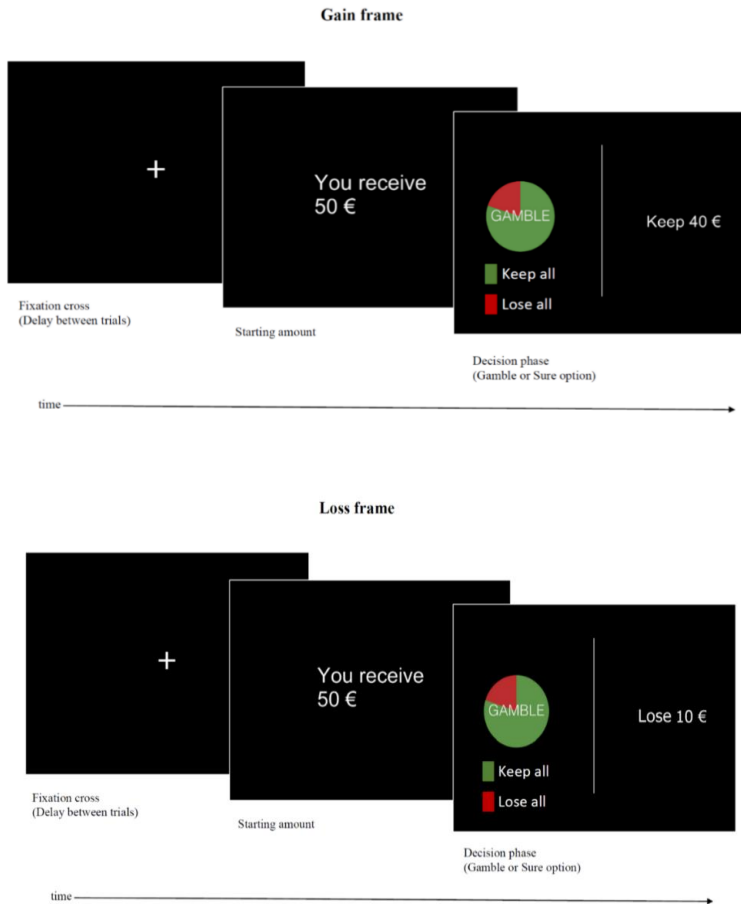 Gain frame
+
You receive
50 €
GAMBLE
Keep all
Lose all
Keep 40 €
Fixation cross
(Delay between trials)
Starting amount
Decision phase
(Gamble or Sure option)
time
Loss frame
+
You receive
50 €
GAMBLE
Keep all
Lose all
Lose 10 €
Fixation cross
(Delay between trials)
Starting amount
Decision phase
(Gamble or Sure option)
time